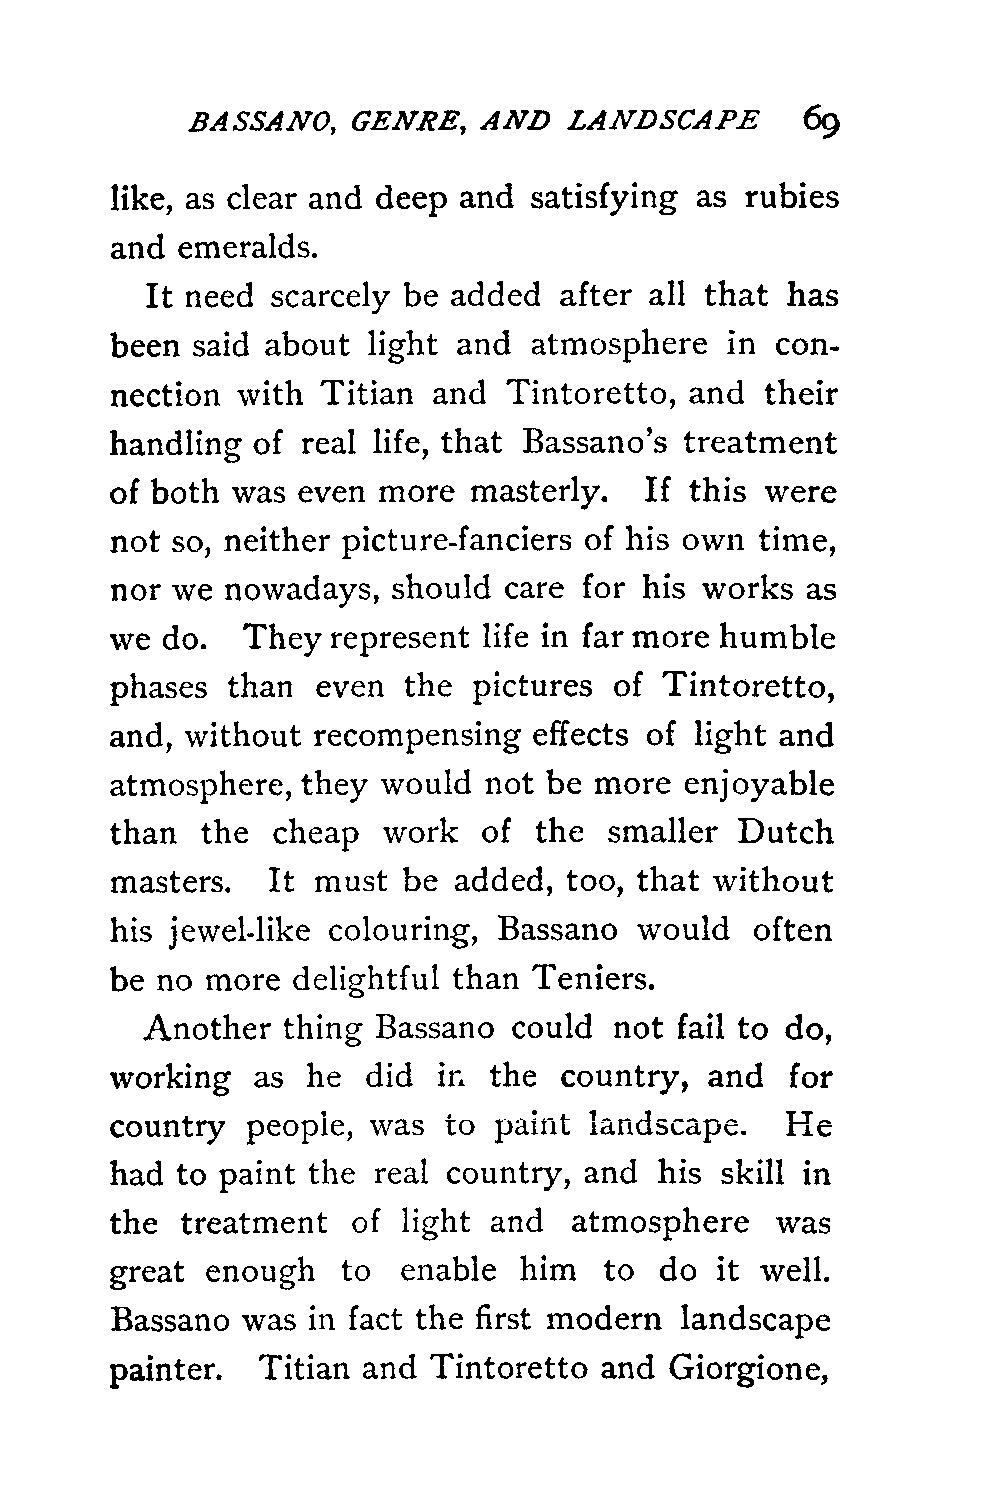 BASSANO, GENRE, AND LANDSCAPE 69
like, as clear and deep and satisfying as rubies
and emeralds.
It need scarcely be added after all that has
been said about light and atmosphere in con-
nection with Titian and Tintoretto, and their
handling of real life, that Bassano's treatment
of both was even more masterly. If this were
not so, neither picture-fanciers of his own time,
nor we nowadays, should care for his works as
we do. They represent life in far more humble
phases than even the pictures of Tintoretto,
and, without recompensing effects of light and
atmosphere, they would not be more enjoyable
than the cheap work of the smaller Dutch
masters. It must be added, too, that without
his jewel-like colouring, Bassano would often
be no more delightful than Teniers.
Another thing Bassano could not fail to do,
working as he did in the country, and for
country people, was to paint landscape. He
had to paint the real country, and his skill in
the treatment of light and atmosphere was
great enough to enable him to do it well.
Bassano was in fact the first modern landscape
painter. Titian and Tintoretto and Giorgione,